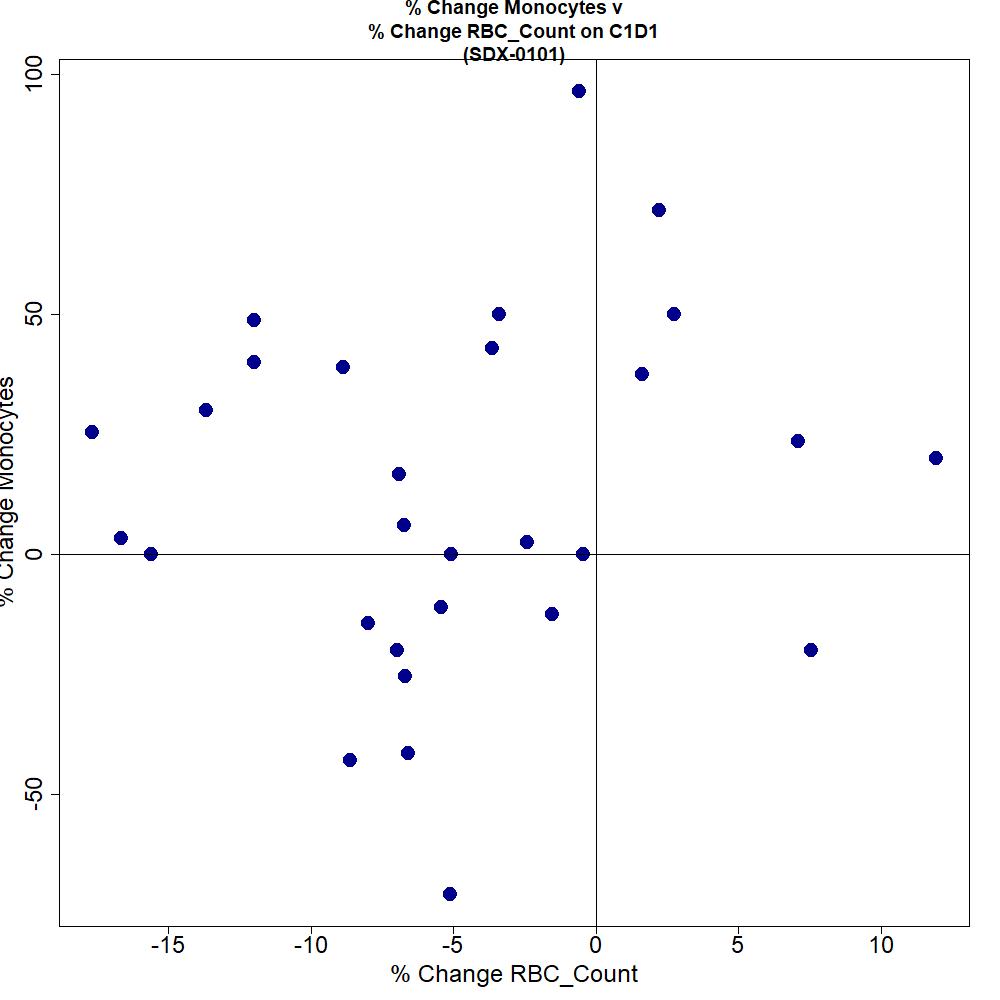 % Change Monocytes v
% Change RBC_Count on C1D1
(SDX-0101)
100
50
0
-50
% Change Monocytes
-15
-10
-5
0
5
10
% Change RBC_Count